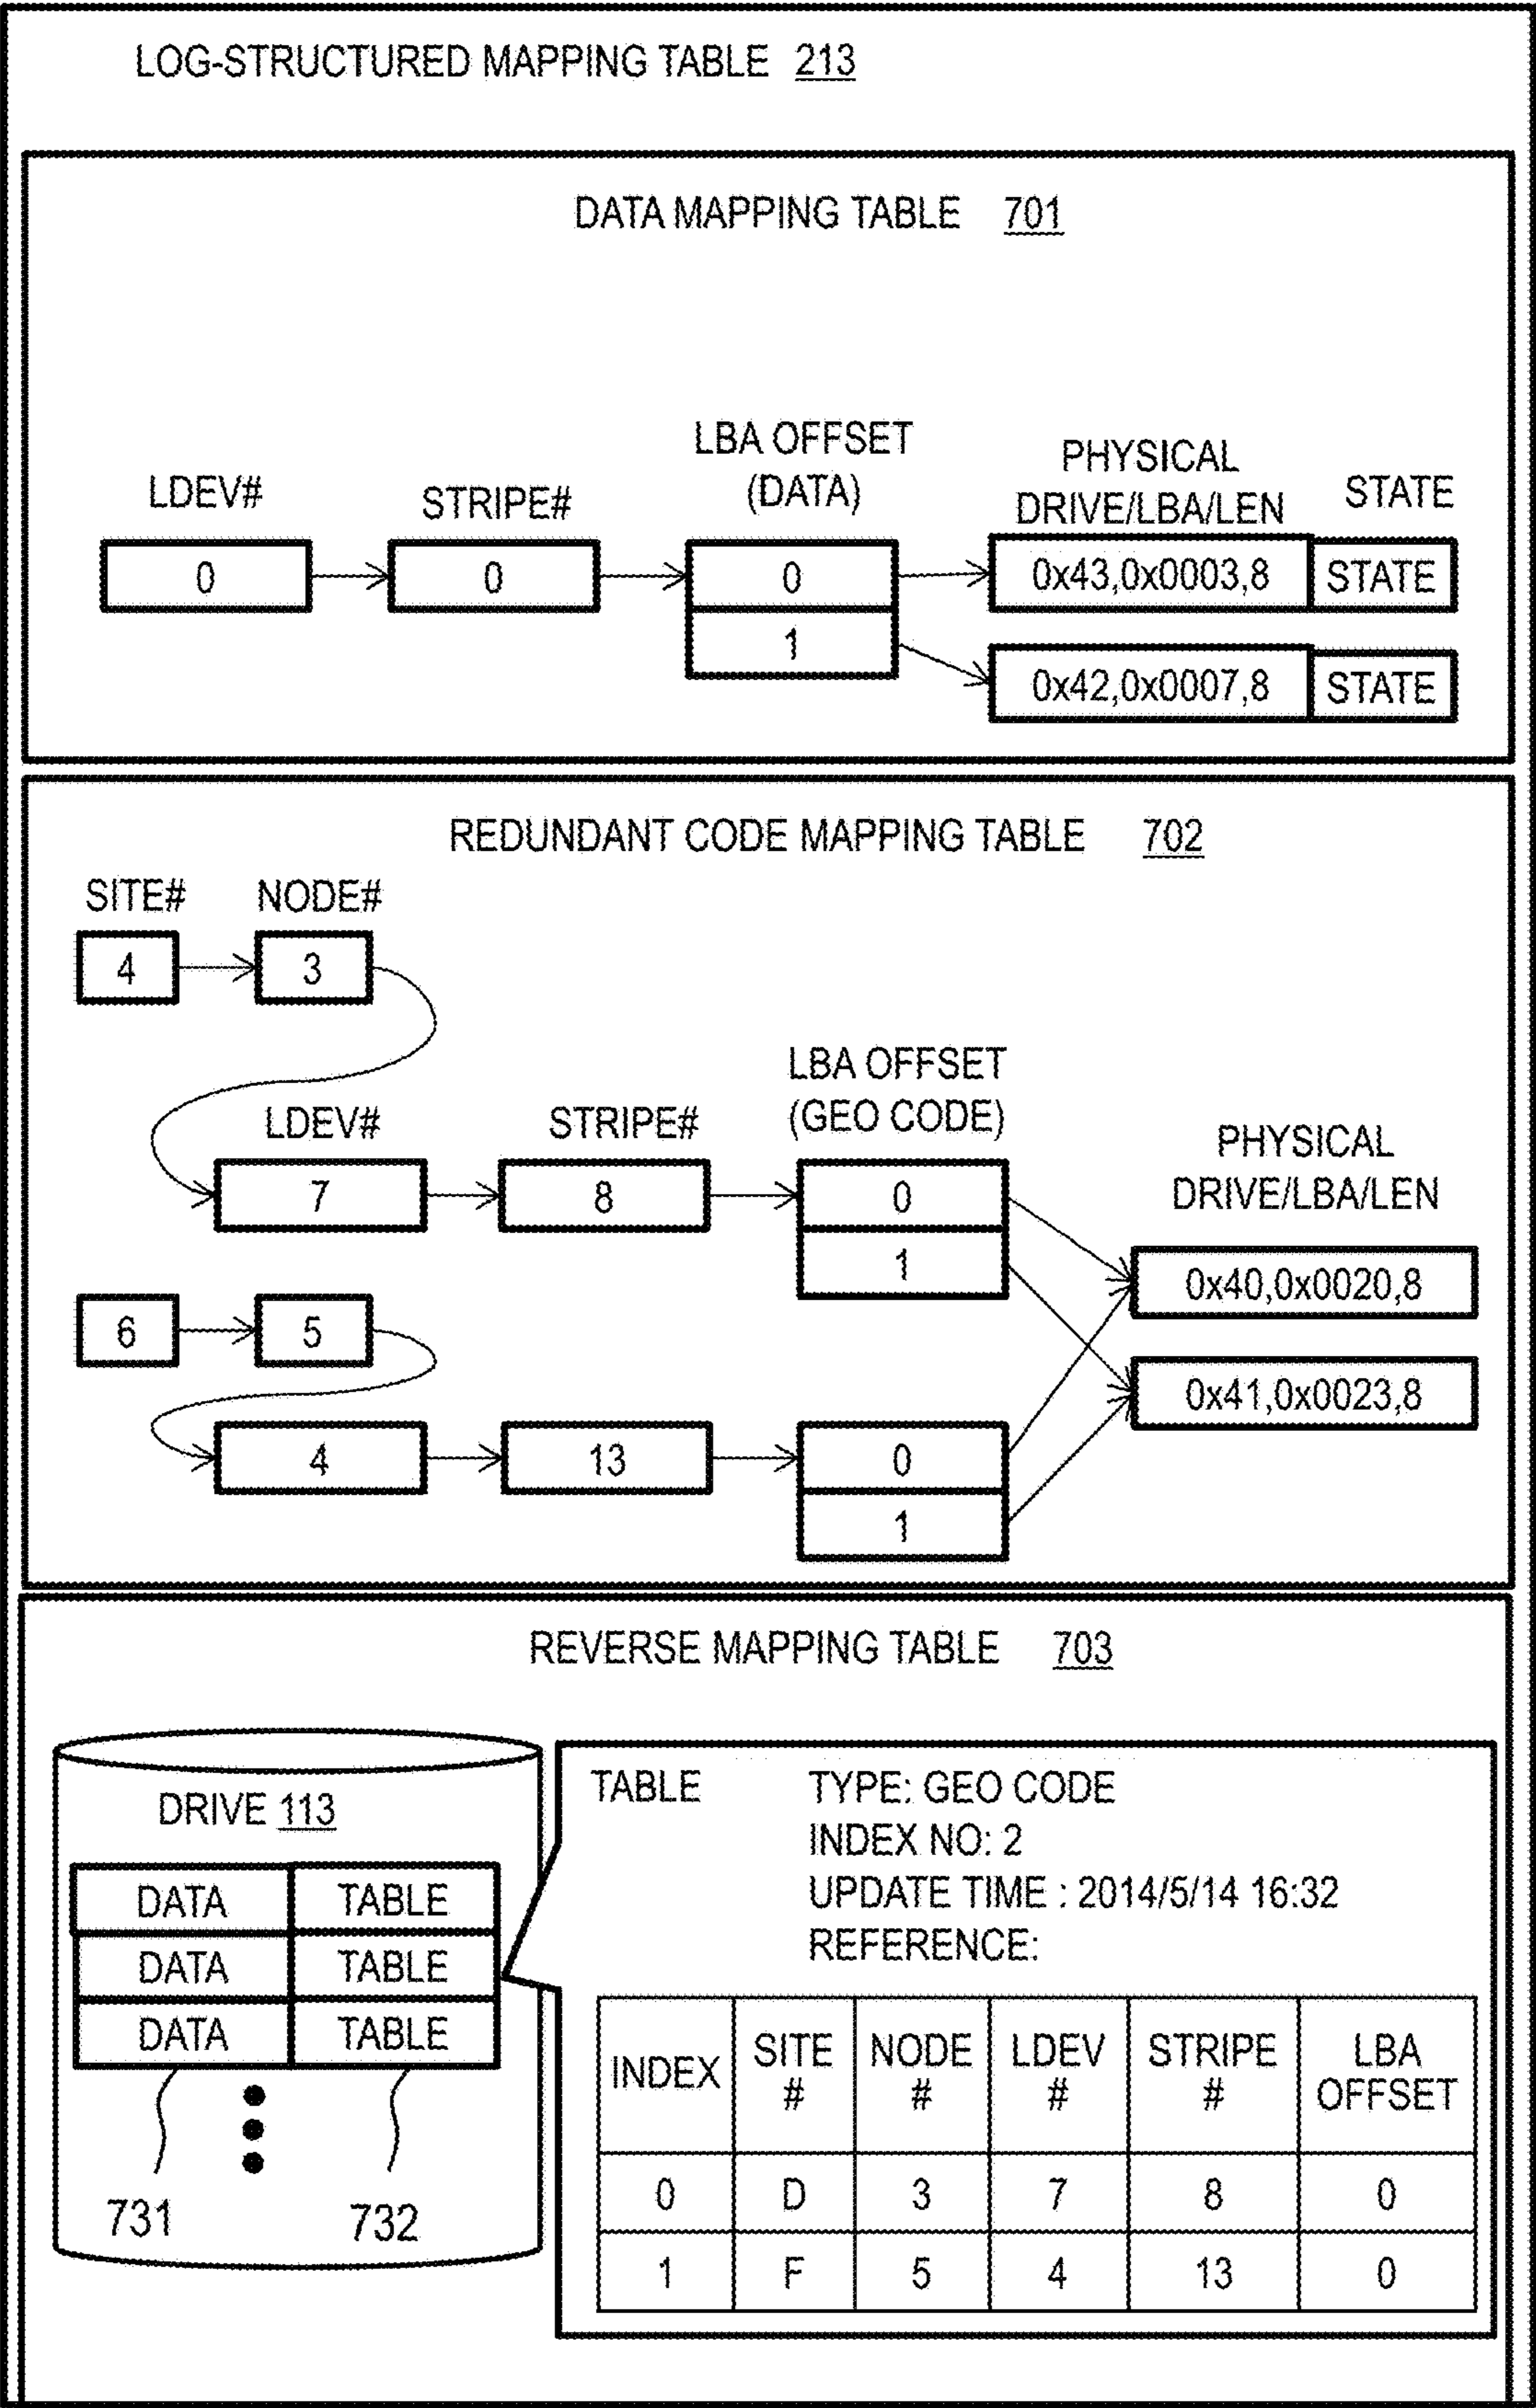 LOG-STRUCTURED MAPPING TABLE 213
DATA MAPPING TABLE 701
LDEV#
STRIPE#
LBA OFFSET
(DATA)
PHYSICAL
DRIVE/LBA/LEN
STATE
0
0
0
0x43,0x0003,8
STATE
1
0x42,0x0007,8
STATE
REDUNDANT CODE MAPPING TABLE 702
SITE#
NODE#
4
3
LDEV#
STRIPE#
LBA OFFSET
(GEO CODE)
PHYSICAL
DRIVE/LBA/LEN
7
8
0
1
0x40,0x0020,8
6
5
0x41,0x0023,8
4
13
0
1
REVERSE MAPPING TABLE 703
DRIVE 113
DATA TABLE
DATA TABLE
DATA TABLE
731
732
TABLE
TYPE: GEO CODE
INDEX NO: 2
UPDATE TIME : 2014/5/14 16:32
REFERENCE:
INDEX SITE # NODE # LDEV # STRIPE # LBA OFFSET
0 D 3 7 8 0
1 F 5 4 13 0